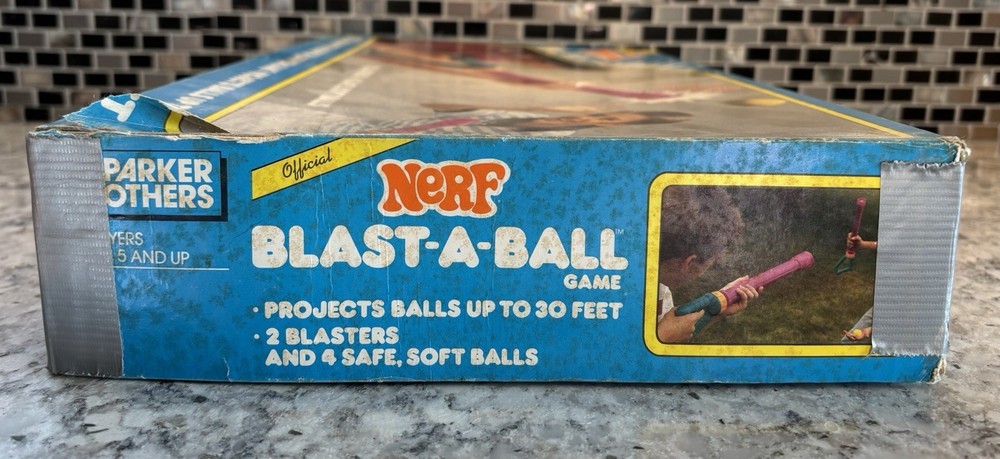 PARKER
OTHERS
YERS
5 AND UP
Official
NERF
BLAST-A-BALL™
GAME
· PROJECTS BALLS UP TO 30 FEET
· 2 BLASTERS
AND 4 SAFE, SOFT BALLS